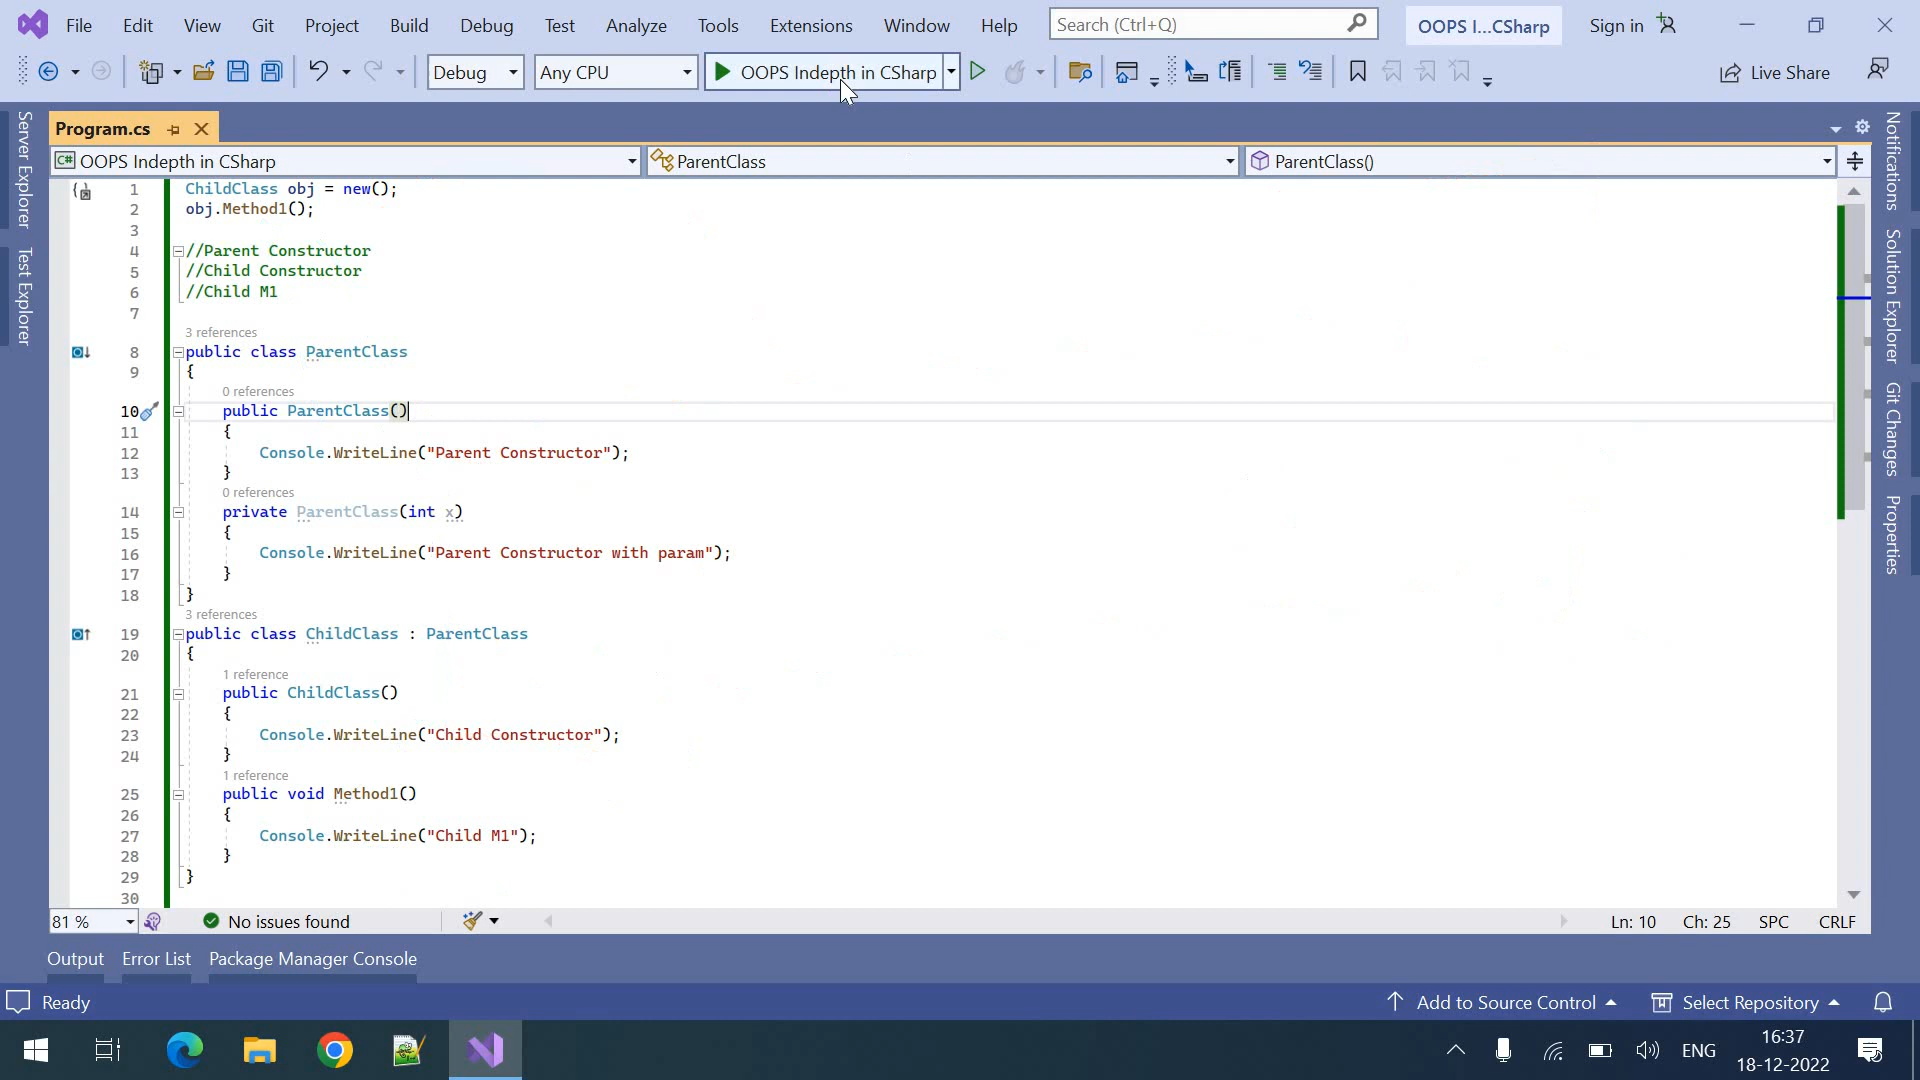 File Edit View Git Project Build Debug Test Analyze Tools Extensions Window Help Search (Ctrl+Q) OOPS I...CSharp Sign in
Debug Any CPU OOPS Indepth in CSharp Live Share
Program.cs
OOPS Indepth in CSharp ParentClass ParentClass()
Server Explorer
Test Explorer
1 ChildClass obj = new();
2 obj.Method1();
3
4 //Parent Constructor
5 //Child Constructor
6 //Child M1
7
3 references
8 public class ParentClass
9 {
0 references
10 public ParentClass()
11 {
12 Console.WriteLine("Parent Constructor");
13 }
0 references
14 private ParentClass(int x)
15 {
16 Console.WriteLine("Parent Constructor with param");
17 }
18 }
3 references
19 public class ChildClass : ParentClass
20 {
1 reference
21 public ChildClass()
22 {
23 Console.WriteLine("Child Constructor");
24 }
1 reference
25 public void Method1()
26 {
27 Console.WriteLine("Child M1");
28 }
29 }
30
Notifications
Solution Explorer
Git Changes
Properties
81 % No issues found Ln: 10 Ch: 25 SPC CRLF
Output Error List Package Manager Console
Ready Add to Source Control Select Repository
ENG 16:37
18-12-2022